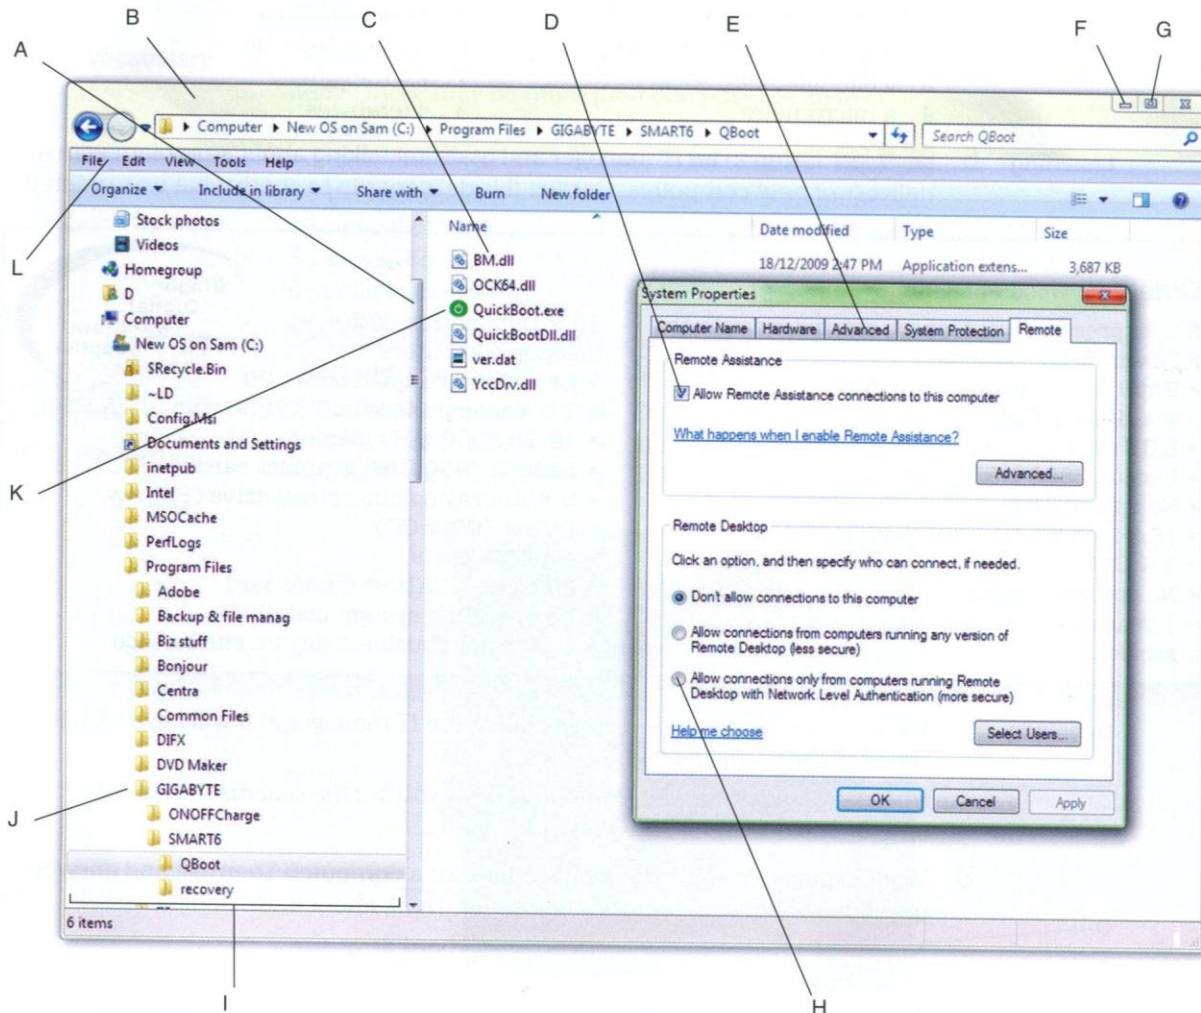 B
C
D
E
F
G
A
Computer ▸ New OS on Sam (C:) ▸ Program Files ▸ GIGABYTE ▸ SMART6 ▸ QBoot
Search QBoot
File Edit View Tools Help
Organize Include in library Share with Burn New folder
L
Stock photos
Videos
Homegroup
D
Computer
New OS on Sam (C:)
$Recycle.Bin
~LD
Config.Msi
Documents and Settings
inetpub
Intel
MSOCache
PerfLogs
Program Files
Adobe
Backup & file manag
Biz stuff
Bonjour
Centra
Common Files
DIFX
DVD Maker
GIGABYTE
ONOFFCharge
SMART6
QBoot
recovery
K
J
6 items
I
Name Date modified Type Size
BM.dll 18/12/2009 2:47 PM Application extens... 3,687 KB
OCK64.dll
QuickBoot.exe
QuickBootDll.dll
ver.dat
YccDrv.dll
System Properties
Computer Name Hardware Advanced System Protection Remote
Remote Assistance
Allow Remote Assistance connections to this computer
What happens when I enable Remote Assistance?
Advanced...
Remote Desktop
Click an option, and then specify who can connect, if needed.
Don't allow connections to this computer
Allow connections from computers running any version of
Remote Desktop (less secure)
Allow connections only from computers running Remote
Desktop with Network Level Authentication (more secure)
Help me choose
Select Users...
OK Cancel Apply
H